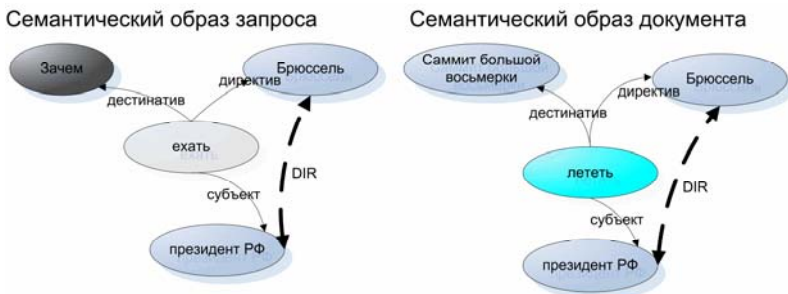 Семантический образ запроса
Зачем
Брюссель
дестинатив
директив
ехать
DIR
субъект
президент РФ
Семантический образ документа
Саммит большой
восьмерки
Брюссель
директив
дестинатив
лететь
DIR
субъект
президент РФ